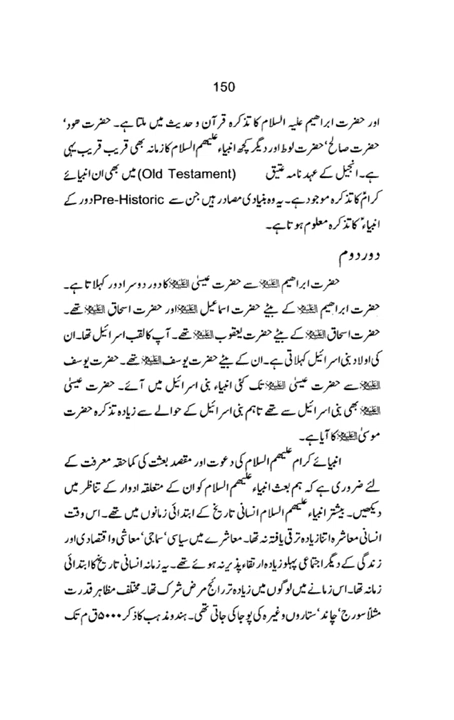 150
اور حضرت ابراھیم علیہ السلام کا تذکرہ قرآن و حدیث میں ملتا ہے۔ حضرت ھود'
حضرت صالح' حضرت لوط اور دیگر کچھ انبیاء علیھم السلام کا زمانہ بھی قریب قریب یہی
ہے۔ انجیل کے عہد نامہ عتیق (Old Testament) میں بھی ان انبیائے
کرامؑ کا تذکرہ موجود ہے۔ یہ وہ بنیادی مصادر ہیں جن سے Pre-Historic دور کے
انبیاءؑ کا تذکرہ معلوم ہوتا ہے۔
دور دوم
حضرت ابراھیم علیہ السلام سے حضرت عیسیٰ علیہ السلام کا دور دوسرا دور کہلاتا ہے۔
حضرت ابراھیم علیہ السلام کے بیٹے حضرت اسماعیل علیہ السلام اور حضرت اسحاق علیہ السلام تھے۔
حضرت اسحاق علیہ السلام کے بیٹے حضرت یعقوب علیہ السلام تھے۔ آپ کا لقب اسرائیل تھا۔ ان
کی اولاد بنی اسرائیل کہلاتی ہے۔ ان کے بیٹے حضرت یوسف علیہ السلام تھے۔ حضرت یوسف
علیہ السلام سے حضرت عیسیٰ علیہ السلام تک کئی انبیاء بنی اسرائیل میں آئے۔ حضرت عیسیٰ
علیہ السلام بھی بنی اسرائیل سے تھے تاہم بنی اسرائیل کے حوالے سے زیادہ تذکرہ حضرت
موسیٰ علیہ السلام کا آیا ہے۔
انبیائے کرام علیھم السلام کی دعوت اور مقصد بعثت کی کماحقہ معرفت کے
لئے ضروری ہے کہ ہم بعث انبیاء علیھم السلام کو ان کے متعلقہ ادوار کے تناظر میں
دیکھیں۔ بیشتر انبیاء علیھم السلام انسانی تاریخ کے ابتدائی زمانوں میں تھے۔ اس وقت
انسانی معاشرہ اتنا زیادہ ترقی یافتہ نہ تھا۔ معاشرے میں سیاسی' سماجی' معاشی و اقتصادی اور
زندگی کے دیگر اجتماعی پہلو زیادہ ارتقاء پذیر نہ ہوئے تھے۔ یہ زمانہ انسانی تاریخ کا ابتدائی
زمانہ تھا۔ اس زمانے میں لوگوں میں زیادہ تر رائج مرض شرک تھا۔ مختلف مظاہر قدرت
مثلاً سورج' چاند' ستاروں وغیرہ کی پوجا کی جاتی تھی۔ ہندو مذہب کا ذکر ۵۰۰۰ ق م تک